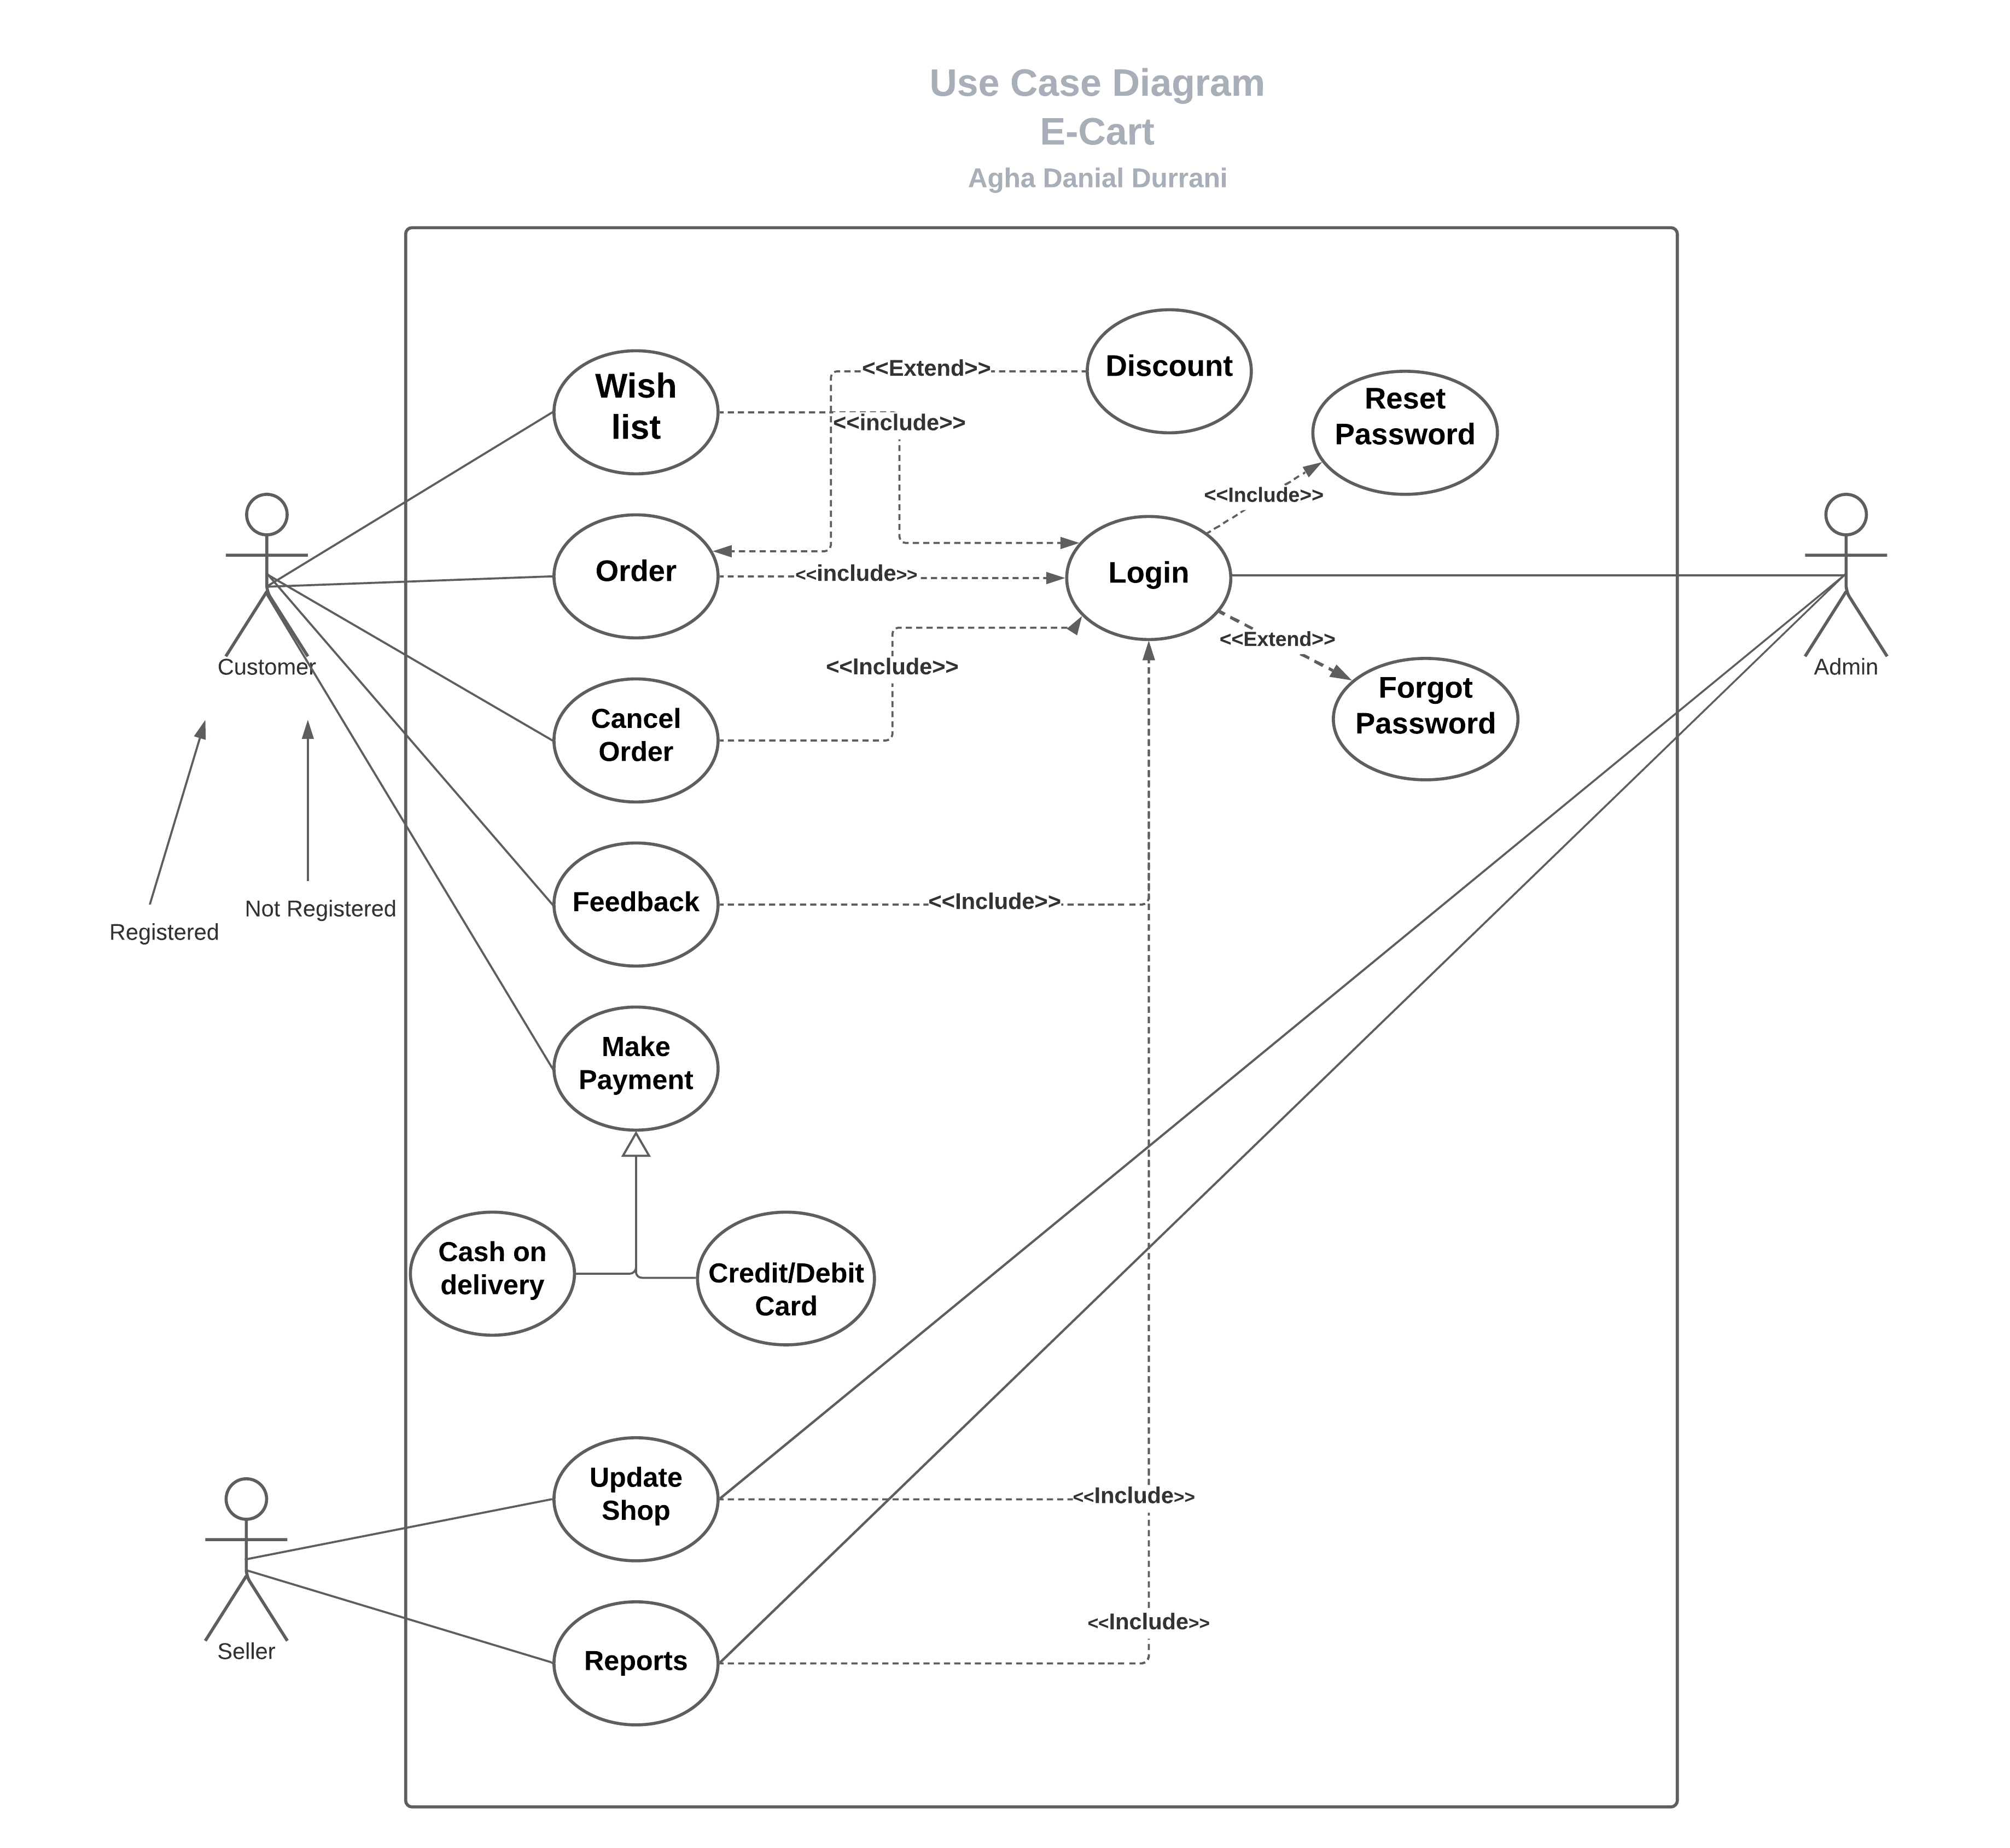 Use Case Diagram
E-Cart
Agha Danial Durrani
Discount
<<Extend>>
Wish
list
<<include>>
Reset
Password
<<Include>>
Order
<<include>>
Login
<<Extend>>
Customer
<<Include>>
Admin
Forgot
Password
Cancel
Order
Feedback
<<Include>>
Not Registered
Registered
Make
Payment
Cash on
delivery
Credit/Debit
Card
Update
Shop
<<Include>>
<<Include>>
Seller
Reports